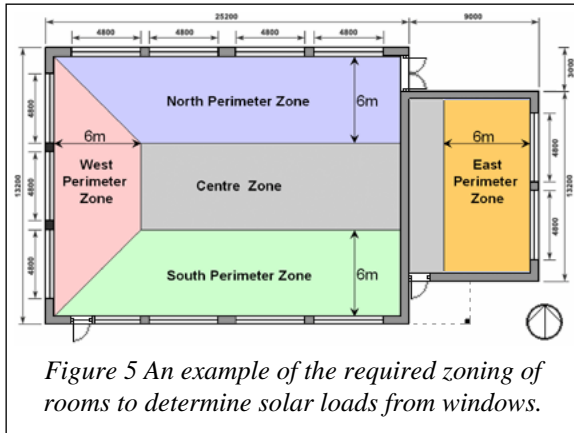 25200
9000
4800
4800
4800
4800
3000
North Perimeter Zone
6m
4800
4800
6m
6m
13200
4800
West
Perimeter
Zone
Centre Zone
East
Perimeter
Zone
13200
4800
4800
South Perimeter Zone
6m
Figure 5 An example of the required zoning of
rooms to determine solar loads from windows.